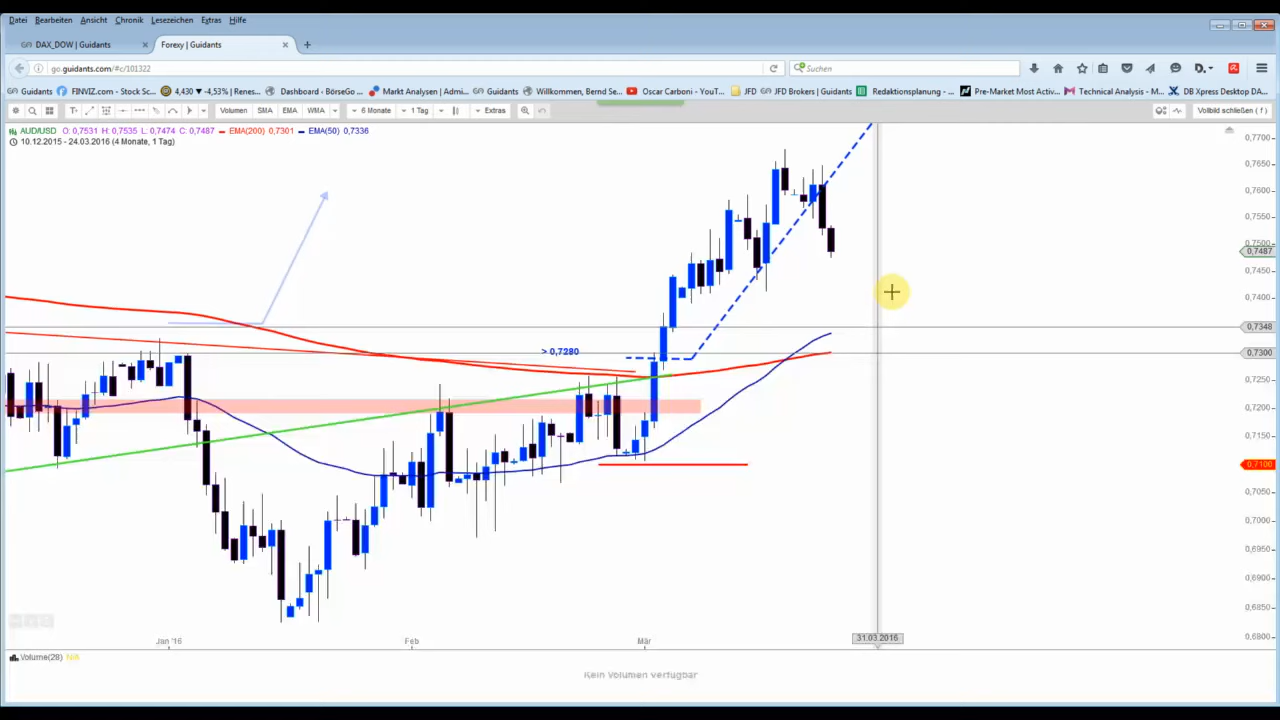 Datei Bearbeiten Ansicht Chronik Lesezeichen Extras Hilfe
DAX_DOW | Guidants
Forexy | Guidants
go.guidants.com/#c/101322
Suchen
Guidants FINVIZ.com - Stock Sc... 4,430 ▼ -4,53% | Renes... Dashboard - BörseGo ... Markt Analysen | Admi... Guidants Willkommen, Bernd Se... Oscar Carboni - YouT... JFD JFD Brokers | Guidants Redaktionsplanung - ... Pre-Market Most Activ... Technical Analysis - ... DB Xpress Desktop DA...
Volumen SMA EMA WMA 6 Monate 1 Tag Extras Vollbild schließen ( f )
AUD/USD O: 0,7531 H: 0,7535 L: 0,7474 C: 0,7487 EMA(200) 0,7301 EMA(50) 0,7336
10.12.2015 - 24.03.2016 (4 Monate, 1 Tag)
0,7700
0,7650
0,7600
0,7550
0,7500
0,7487
0,7450
0,7400
0,7348
> 0,7280
0,7300
0,7250
0,7200
0,7150
0,7100
0,7050
0,7000
0,6950
0,6900
0,6850
0,6800
Jan '16 Feb Mär 31.03.2016
Volume(28) N/A
Kein Volumen verfügbar